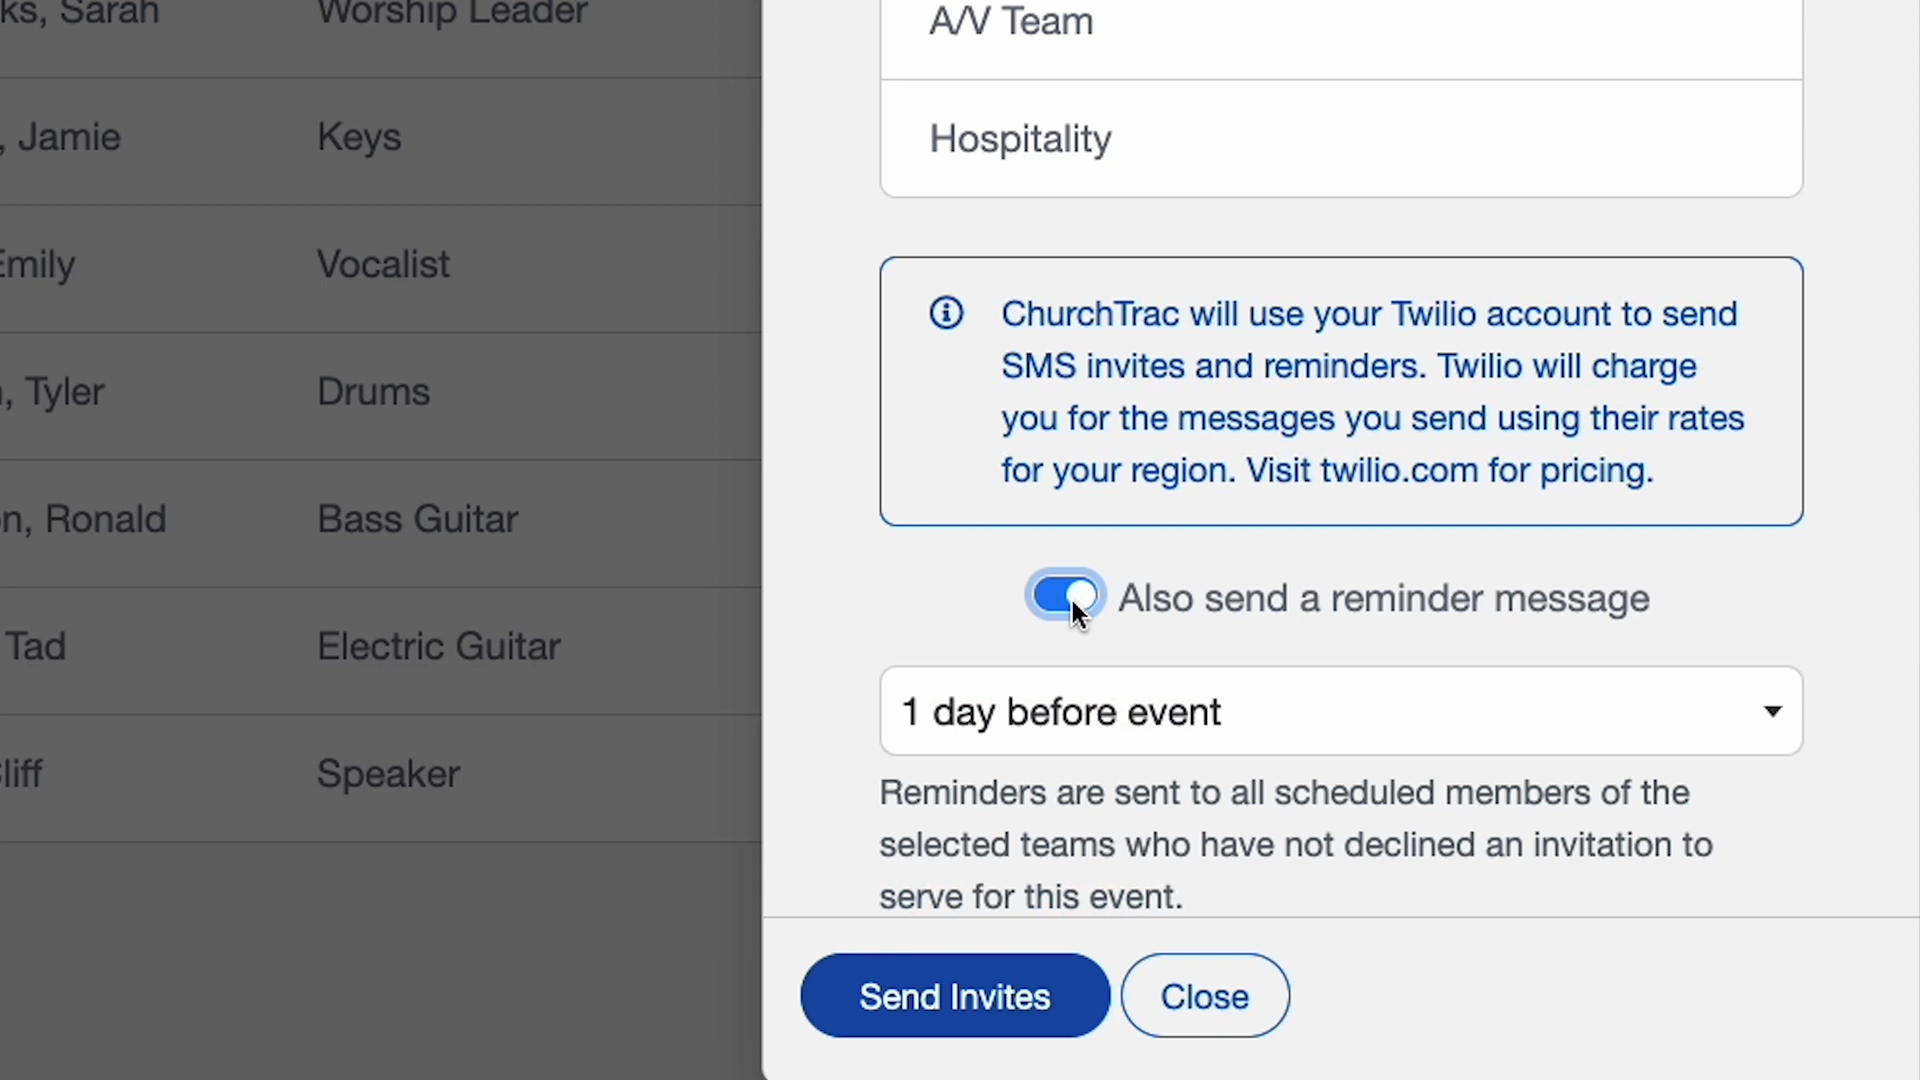 ks, Sarah Worship Leader
, Jamie Keys
Emily Vocalist
, Tyler Drums
on, Ronald Bass Guitar
Tad Electric Guitar
Cliff Speaker
A/V Team
Hospitality
ChurchTrac will use your Twilio account to send
SMS invites and reminders. Twilio will charge
you for the messages you send using their rates
for your region. Visit twilio.com for pricing.
Also send a reminder message
1 day before event
Reminders are sent to all scheduled members of the
selected teams who have not declined an invitation to
serve for this event.
Send Invites Close